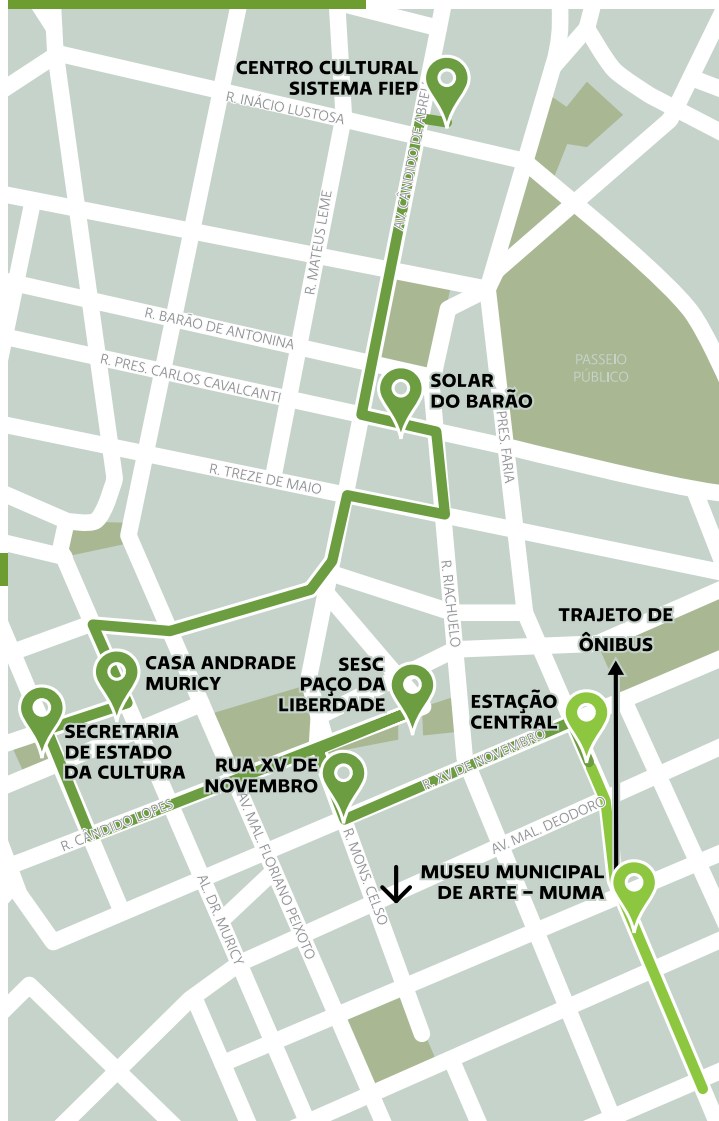 CENTRO CULTURAL
SISTEMA FIEP
R. INÁCIO LUSTOSA
AV. CÂNDIDO DE ABREU
R. MATEUS LEME
R. BARÃO DE ANTONINA
PASSEIO
PÚBLICO
R. PRES. CARLOS CAVALCANTI
SOLAR
DO BARÃO
PRES. FARIA
R. TREZE DE MAIO
R. RIACHUELO
TRAJETO DE
ÔNIBUS
CASA ANDRADE
MURICY
SESC
PAÇO DA
LIBERDADE
ESTAÇÃO
CENTRAL
SECRETARIA
DE ESTADO
DA CULTURA
RUA XV DE
NOVEMBRO
R. XV DE NOVEMBRO
R. CÂNDIDO LOPES
AV. MAL. FLORIANO PEIXOTO
R. MONS. CELSO
AV. MAL. DEODORO
MUSEU MUNICIPAL
DE ARTE – MUMA
AL. DR. MURICY